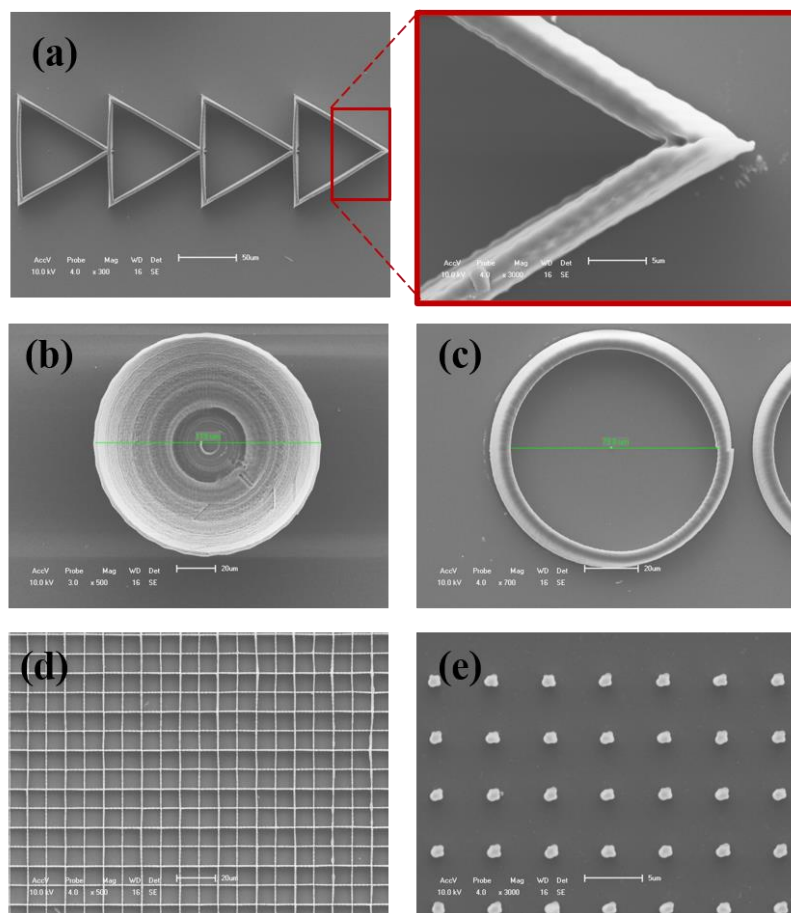 (a)
AccV Probe Mag WD Det
10.0 kV 4.0 x 300 16 SE
50um
AccV Probe Mag WD Det
10.0 kV 4.0 x 3000 16 SE
5um
(b)
AccV Probe Mag WD Det
10.0 kV 3.0 x 500 16 SE
20um
(c)
AccV Probe Mag WD Det
10.0 kV 4.0 x 700 16 SE
20um
(d)
AccV Probe Mag WD Det
10.0 kV 4.0 x 500 16 SE
20um
(e)
AccV Probe Mag WD Det
10.0 kV 4.0 x 3000 16 SE
5um